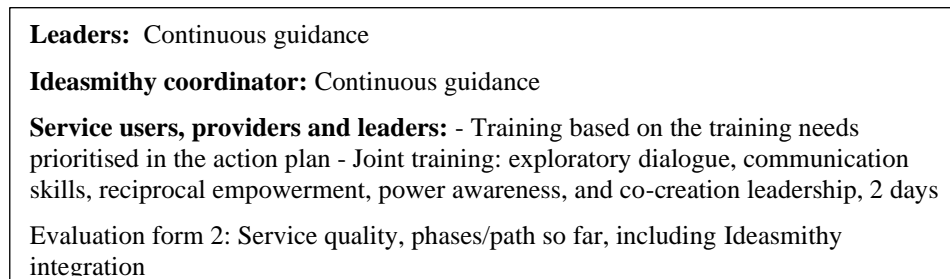 Leaders: Continuous guidance
Ideasmithy coordinator: Continuous guidance
Service users, providers and leaders: - Training based on the training needs
prioritised in the action plan - Joint training: exploratory dialogue, communication
skills, reciprocal empowerment, power awareness, and co-creation leadership, 2 days
Evaluation form 2: Service quality, phases/path so far, including Ideasmithy
integration